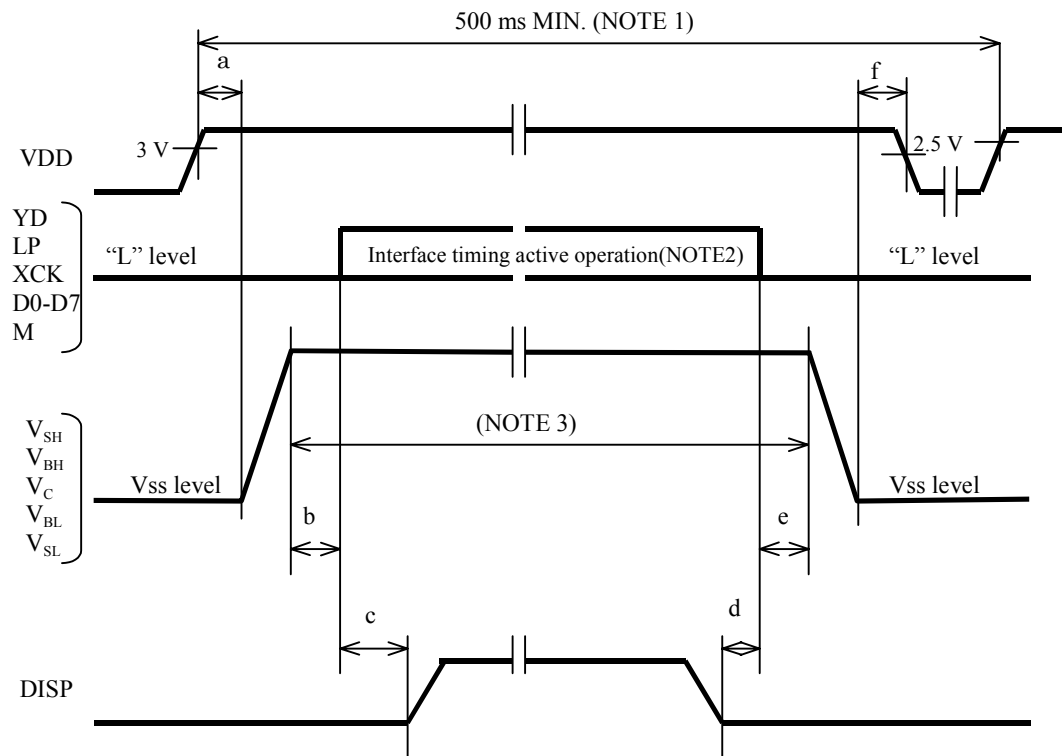 500 ms MIN. (NOTE 1)
a
f
VDD
3 V
2.5 V
YD
LP
XCK
D0-D7
M
“L” level
Interface timing active operation(NOTE2)
“L” level
(NOTE 3)
VSH
VBH
VC
VBL
VSL
Vss level
Vss level
b
e
c
d
DISP